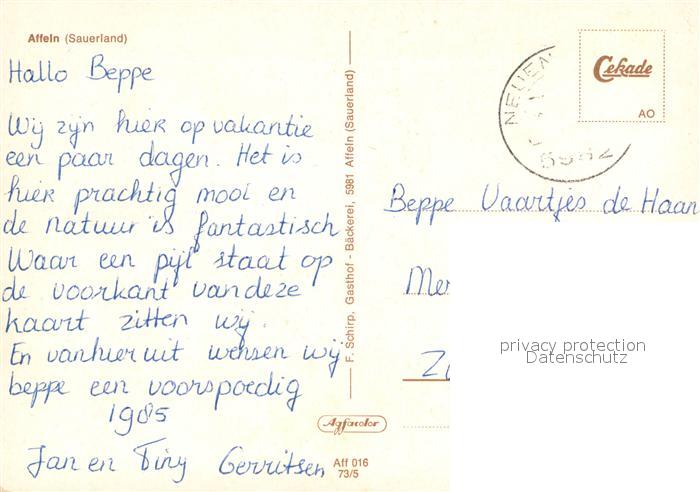 Affeln (Sauerland)
Hallo Beppe
Wij zijn hier op vakantie
een paar dagen. Het is
hier prachtig mooi en
de natuur is fantastisch
Waar een pijl staat op
de voorkant van deze
kaart zitten wij.
En vanhieruit wensen wij
beppe een voorspoedig
1985
Jan en Tiny Gerritsen
F. Schirp, Gasthof - Bäckerei, 5981 Affeln (Sauerland)
Agfacolor
Aff 016
73/5
Cekade
AO
5982
Beppe Vaartjes de Haan
privacy protection
Datenschutz